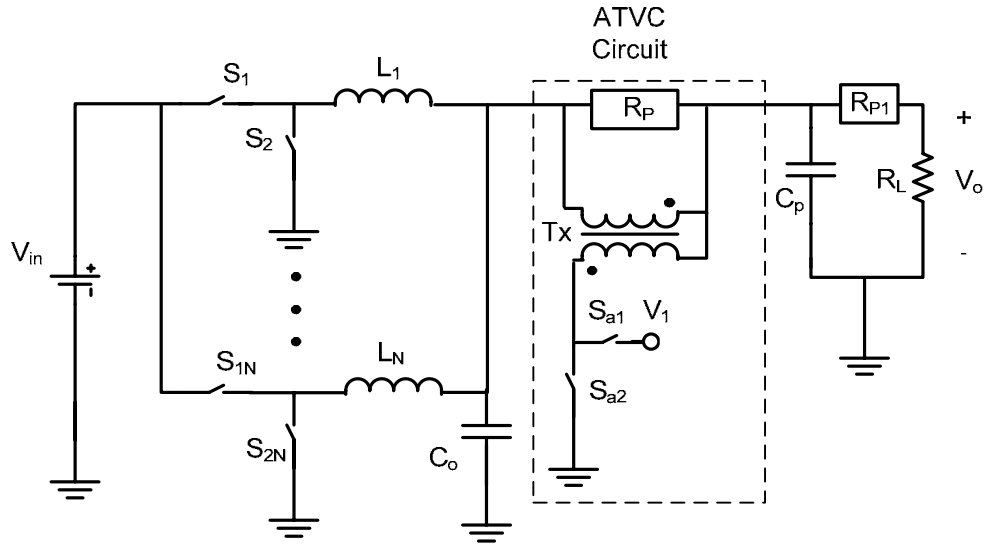 ATVC
Circuit
S1
L1
RP
RP1
+
S2
Cp
RL
Vo
Vin
+
-
Tx
-
Sa1
V1
S1N
LN
Sa2
S2N
Co